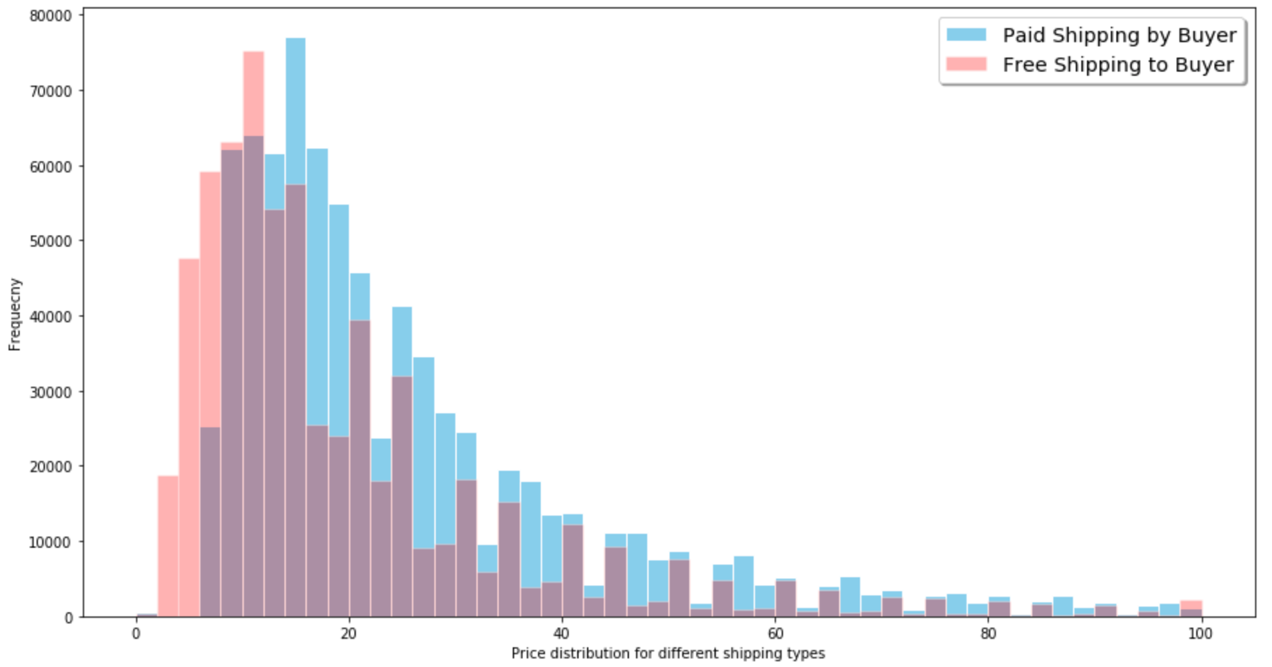 80000
70000
60000
50000
40000
30000
20000
10000
0
Frequecny
Paid Shipping by Buyer
Free Shipping to Buyer
0 20 40 60 80 100
Price distribution for different shipping types